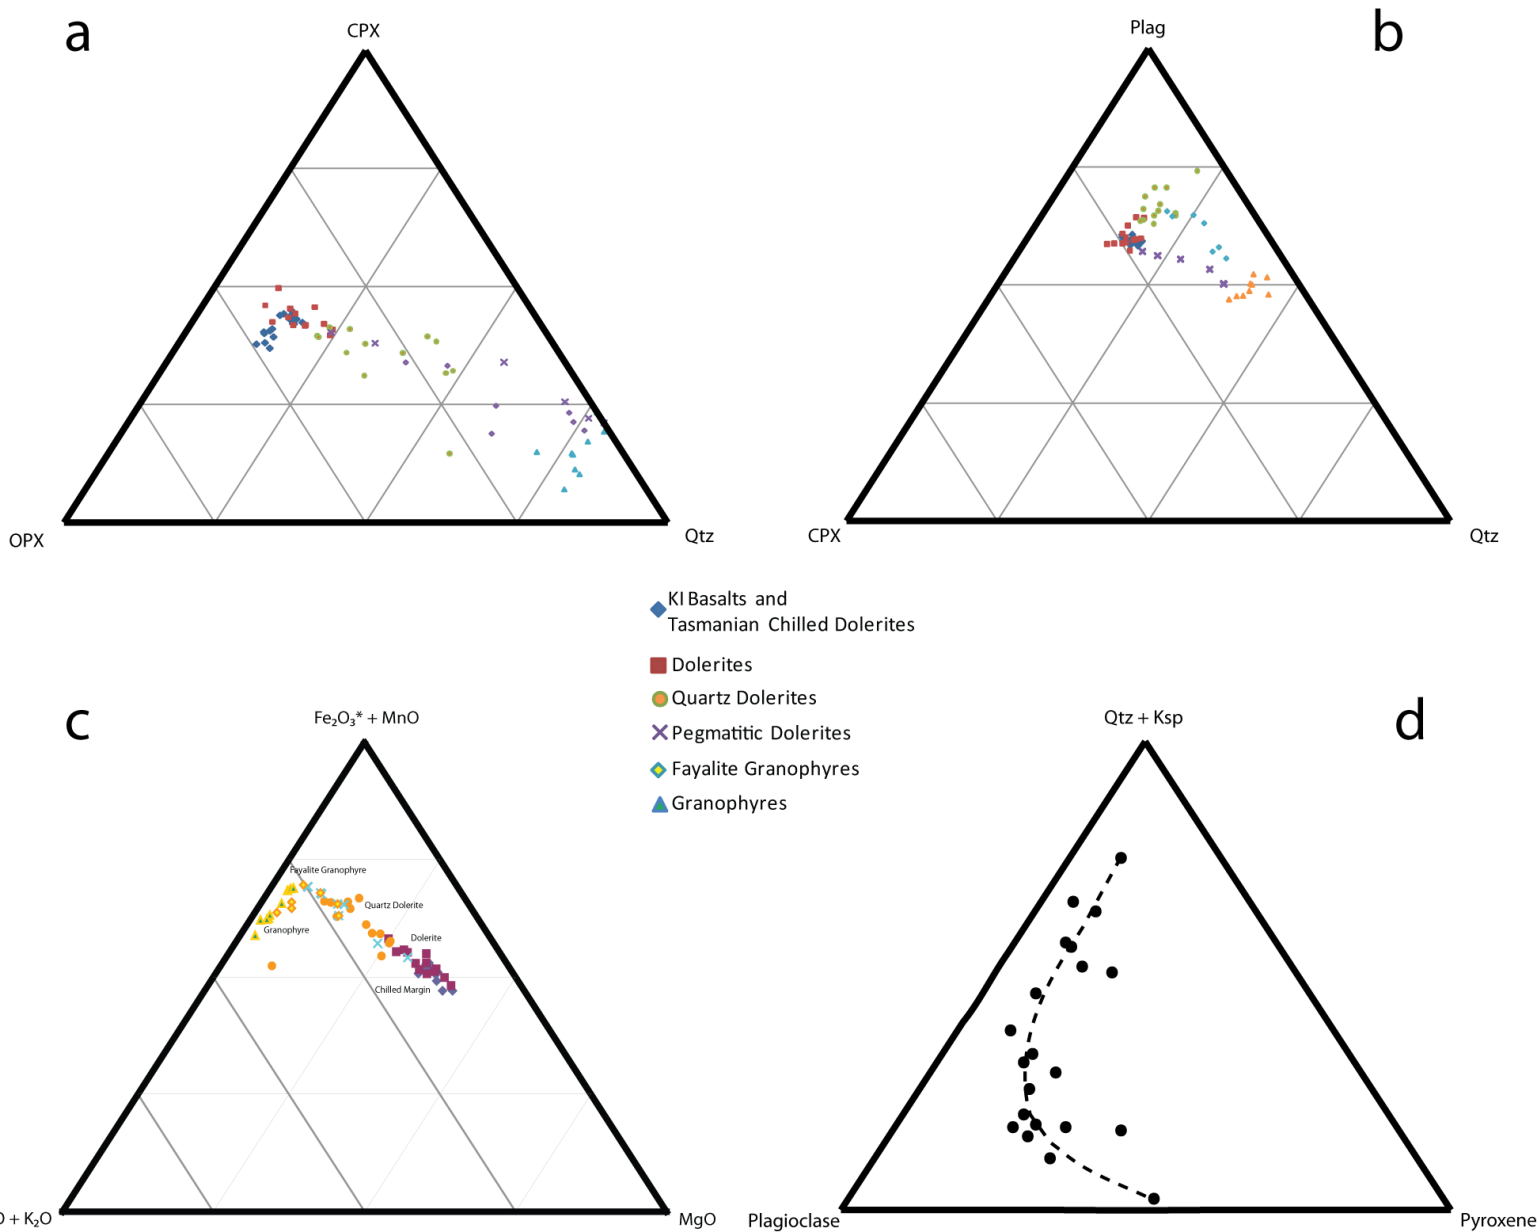 a
CPX
OPX
Qtz
b
Plag
CPX
Qtz
KI Basalts and
Tasmanian Chilled Dolerites
Dolerites
Quartz Dolerites
Pegmatitic Dolerites
Fayalite Granophyres
Granophyres
c
Fe₂O₃* + MnO
Fayalite Granophyre
Quartz Dolerite
Granophyre
Dolerite
Chilled Margin
O + K₂O
MgO
d
Qtz + Ksp
Plagioclase
Pyroxene